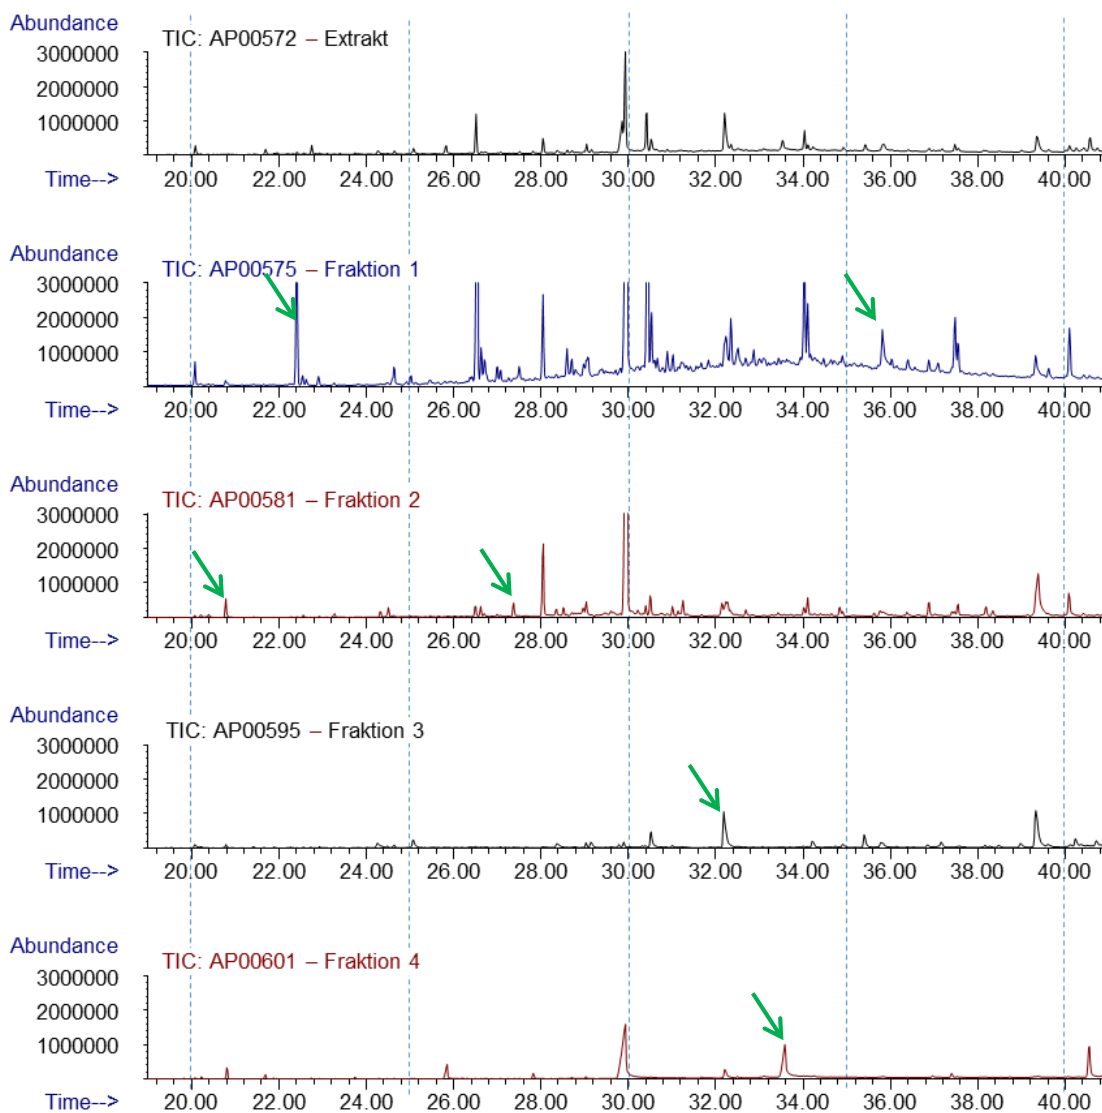 Abundance
TIC: AP00572 – Extrakt
3000000
2000000
1000000
20.00 22.00 24.00 26.00 28.00 30.00 32.00 34.00 36.00 38.00 40.00
Time-->
Abundance
TIC: AP00575 – Fraktion 1
3000000
2000000
1000000
20.00 22.00 24.00 26.00 28.00 30.00 32.00 34.00 36.00 38.00 40.00
Time-->
Abundance
TIC: AP00581 – Fraktion 2
3000000
2000000
1000000
20.00 22.00 24.00 26.00 28.00 30.00 32.00 34.00 36.00 38.00 40.00
Time-->
Abundance
TIC: AP00595 – Fraktion 3
3000000
2000000
1000000
20.00 22.00 24.00 26.00 28.00 30.00 32.00 34.00 36.00 38.00 40.00
Time-->
Abundance
TIC: AP00601 – Fraktion 4
3000000
2000000
1000000
20.00 22.00 24.00 26.00 28.00 30.00 32.00 34.00 36.00 38.00 40.00
Time-->